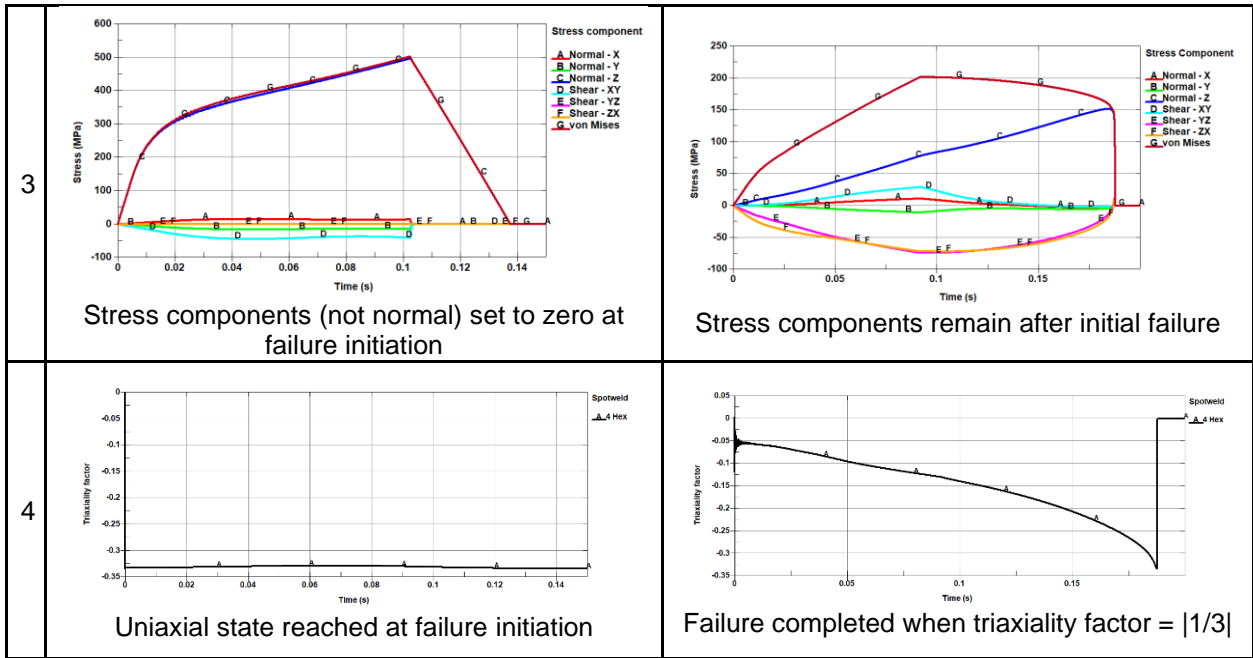 3
600
500
400
300
200
100
0
-100
Stress (MPa)
0 0.02 0.04 0.06 0.08 0.1 0.12 0.14
Time (s)
Stress component
A Normal - X
B Normal - Y
C Normal - Z
D Shear - XY
E Shear - YZ
F Shear - ZX
G von Mises
Stress components (not normal) set to zero at
failure initiation
250
200
150
100
50
0
-50
-100
Stress (MPa)
0 0.05 0.1 0.15
Time (s)
Stress Component
A Normal - X
B Normal - Y
C Normal - Z
D Shear - XY
E Shear - YZ
F Shear - ZX
G von Mises
Stress components remain after initial failure
4
0
-0.05
-0.1
-0.15
-0.2
-0.25
-0.3
-0.35
Triaxiality factor
0 0.02 0.04 0.06 0.08 0.1 0.12 0.14
Time (s)
Spotweld
A 4 Hex
Uniaxial state reached at failure initiation
0.05
0
-0.05
-0.1
-0.15
-0.2
-0.25
-0.3
-0.35
Triaxiality factor
0 0.05 0.1 0.15
Time (s)
Spotweld
A 4 Hex
Failure completed when triaxiality factor = |1/3|